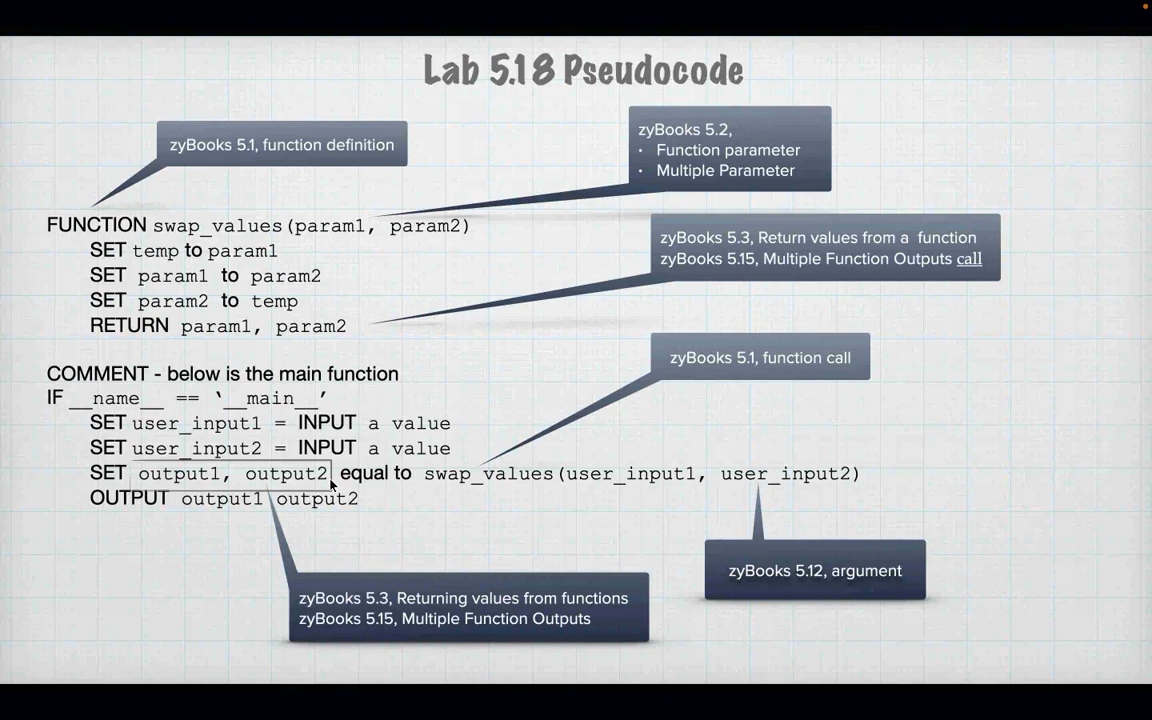 Lab 5.18 Pseudocode
zyBooks 5.1, function definition
zyBooks 5.2,
• Function parameter
• Multiple Parameter
FUNCTION swap_values(param1, param2)
SET temp to param1
SET param1 to param2
SET param2 to temp
RETURN param1, param2
zyBooks 5.3, Return values from a function
zyBooks 5.15, Multiple Function Outputs call
zyBooks 5.1, function call
COMMENT - below is the main function
IF __name__ == ‘__main__’
SET user_input1 = INPUT a value
SET user_input2 = INPUT a value
SET output1, output2 equal to swap_values(user_input1, user_input2)
OUTPUT output1 output2
zyBooks 5.12, argument
zyBooks 5.3, Returning values from functions
zyBooks 5.15, Multiple Function Outputs